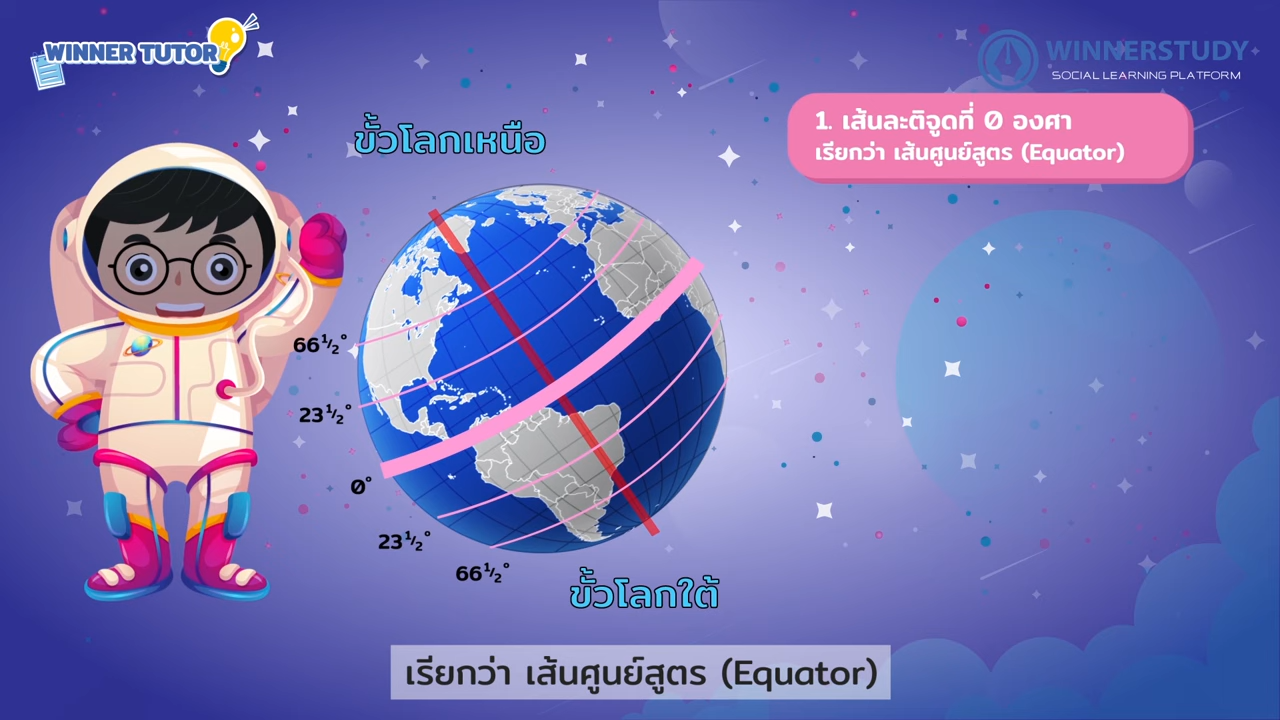 WINNER TUTOR
WINNERSTUDY
SOCIAL LEARNING PLATFORM
1. เส้นละติจูดที่ 0 องศา
เรียกว่า เส้นศูนย์สูตร (Equator)
ขั้วโลกเหนือ
66½°
23½°
0°
23½°
66½°
ขั้วโลกใต้
เรียกว่า เส้นศูนย์สูตร (Equator)